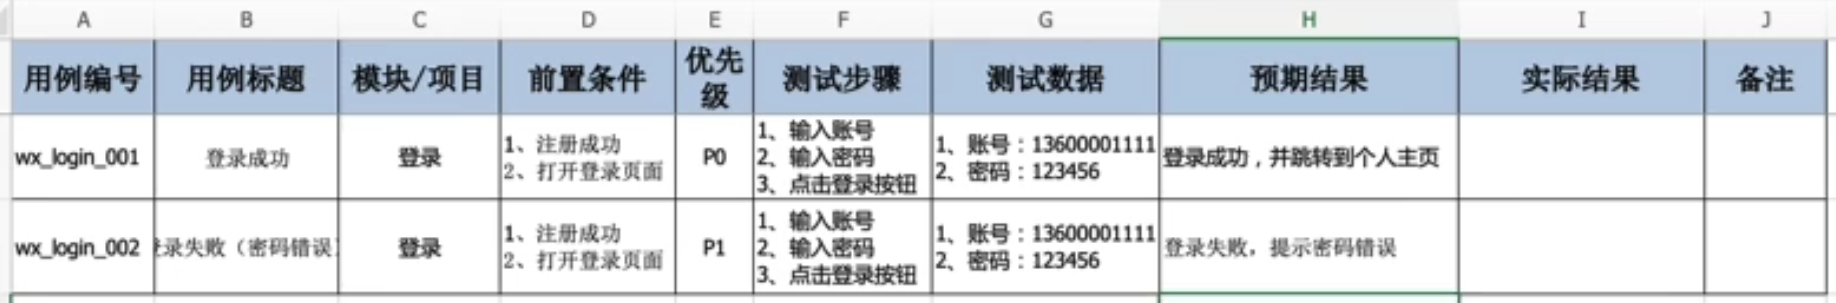 A B C D E F G H I J
用例编号 用例标题 模块/项目 前置条件 优先级 测试步骤 测试数据 预期结果 实际结果 备注
wx_login_001 登录成功 登录 1、注册成功 2、打开登录页面 P0 1、输入账号 2、输入密码 3、点击登录按钮 1、账号：13600001111 2、密码：123456 登录成功，并跳转到个人主页
wx_login_002 登录失败（密码错误） 登录 1、注册成功 2、打开登录页面 P1 1、输入账号 2、输入密码 3、点击登录按钮 1、账号：13600001111 2、密码：123456 登录失败，提示密码错误